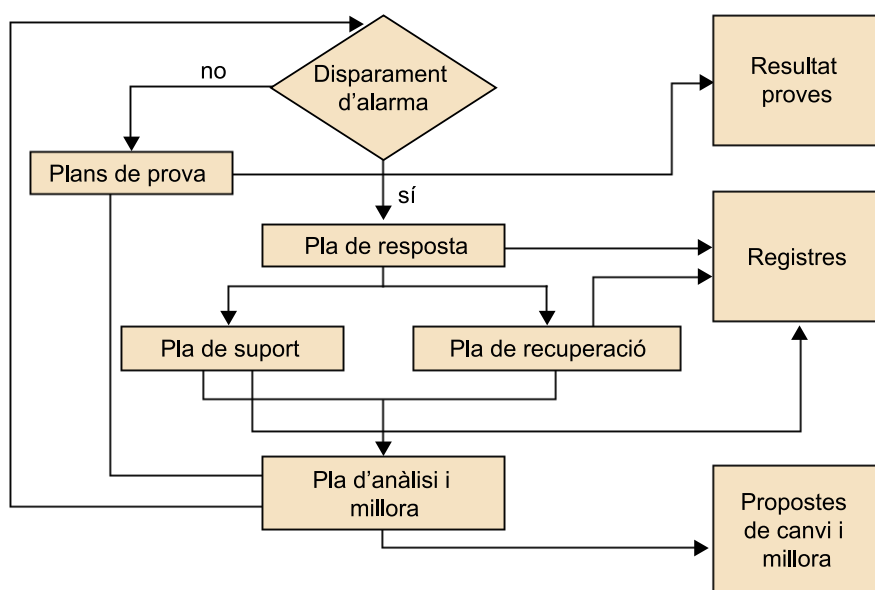 Disparament
d’alarma
no
Resultat
proves
Plans de prova
sí
Pla de resposta
Registres
Pla de suport
Pla de recuperació
Pla d’anàlisi i
millora
Propostes
de canvi i
millora